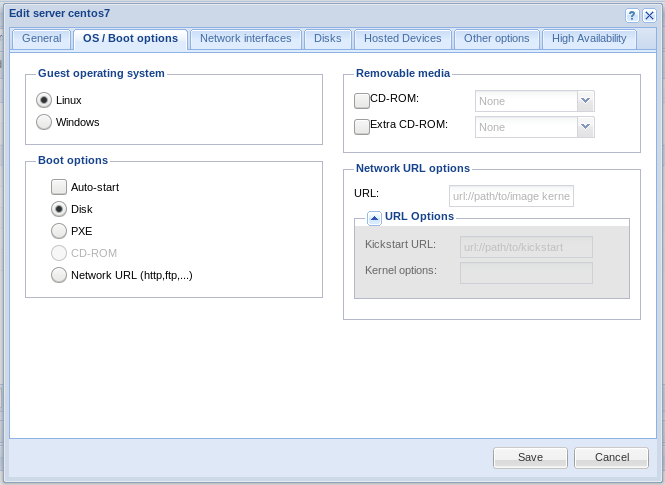 Edit server centos7
General
OS / Boot options
Network interfaces
Disks
Hosted Devices
Other options
High Availability
Guest operating system
Linux
Windows
Boot options
Auto-start
Disk
PXE
CD-ROM
Network URL (http,ftp,...)
Removable media
CD-ROM:
None
Extra CD-ROM:
None
Network URL options
URL:
url://path/to/image kerne
URL Options
Kickstart URL:
url://path/to/kickstart
Kernel options:
Save
Cancel